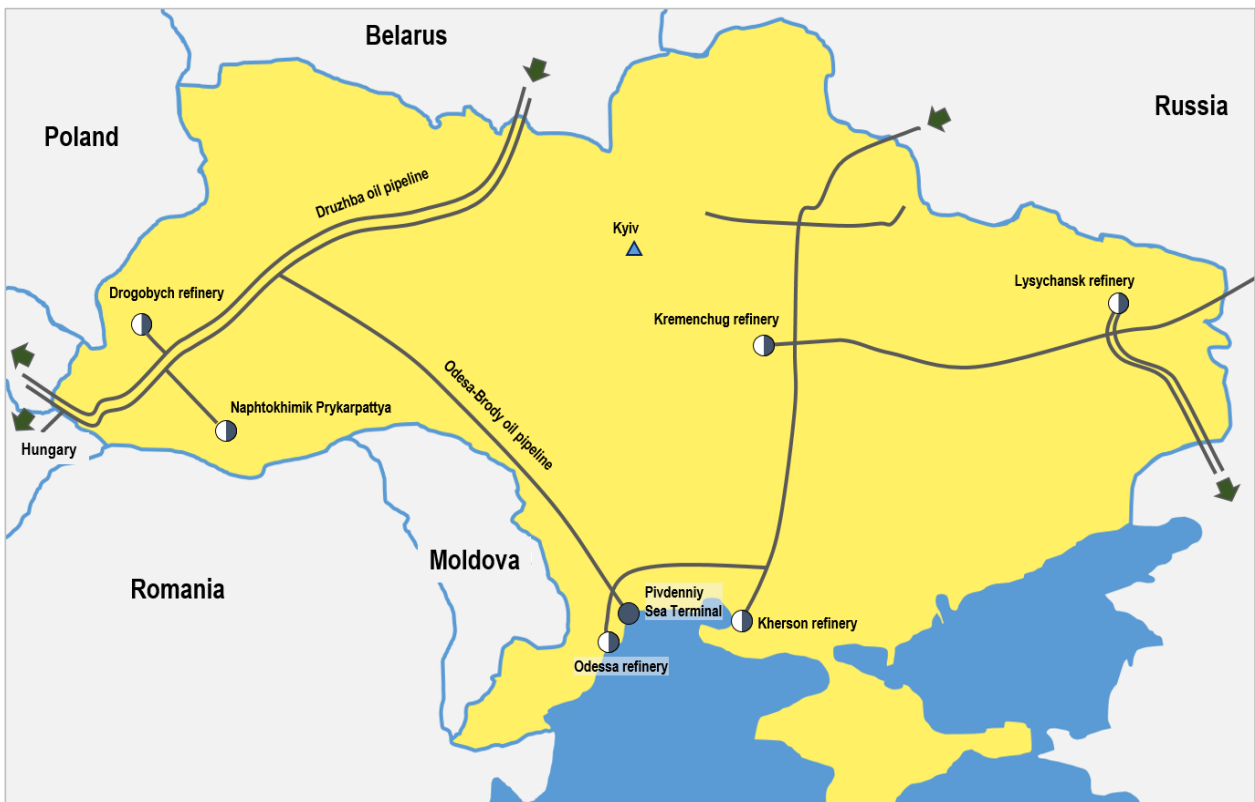 Belarus
Russia
Poland
Druzhba oil pipeline
Kyiv
Lysychansk refinery
Drogobych refinery
Kremenchug refinery
Odesa-Brody oil pipeline
Naphtokhimik Prykarpattya
Hungary
Moldova
Romania
Pivdenniy
Sea Terminal
Kherson refinery
Odessa refinery